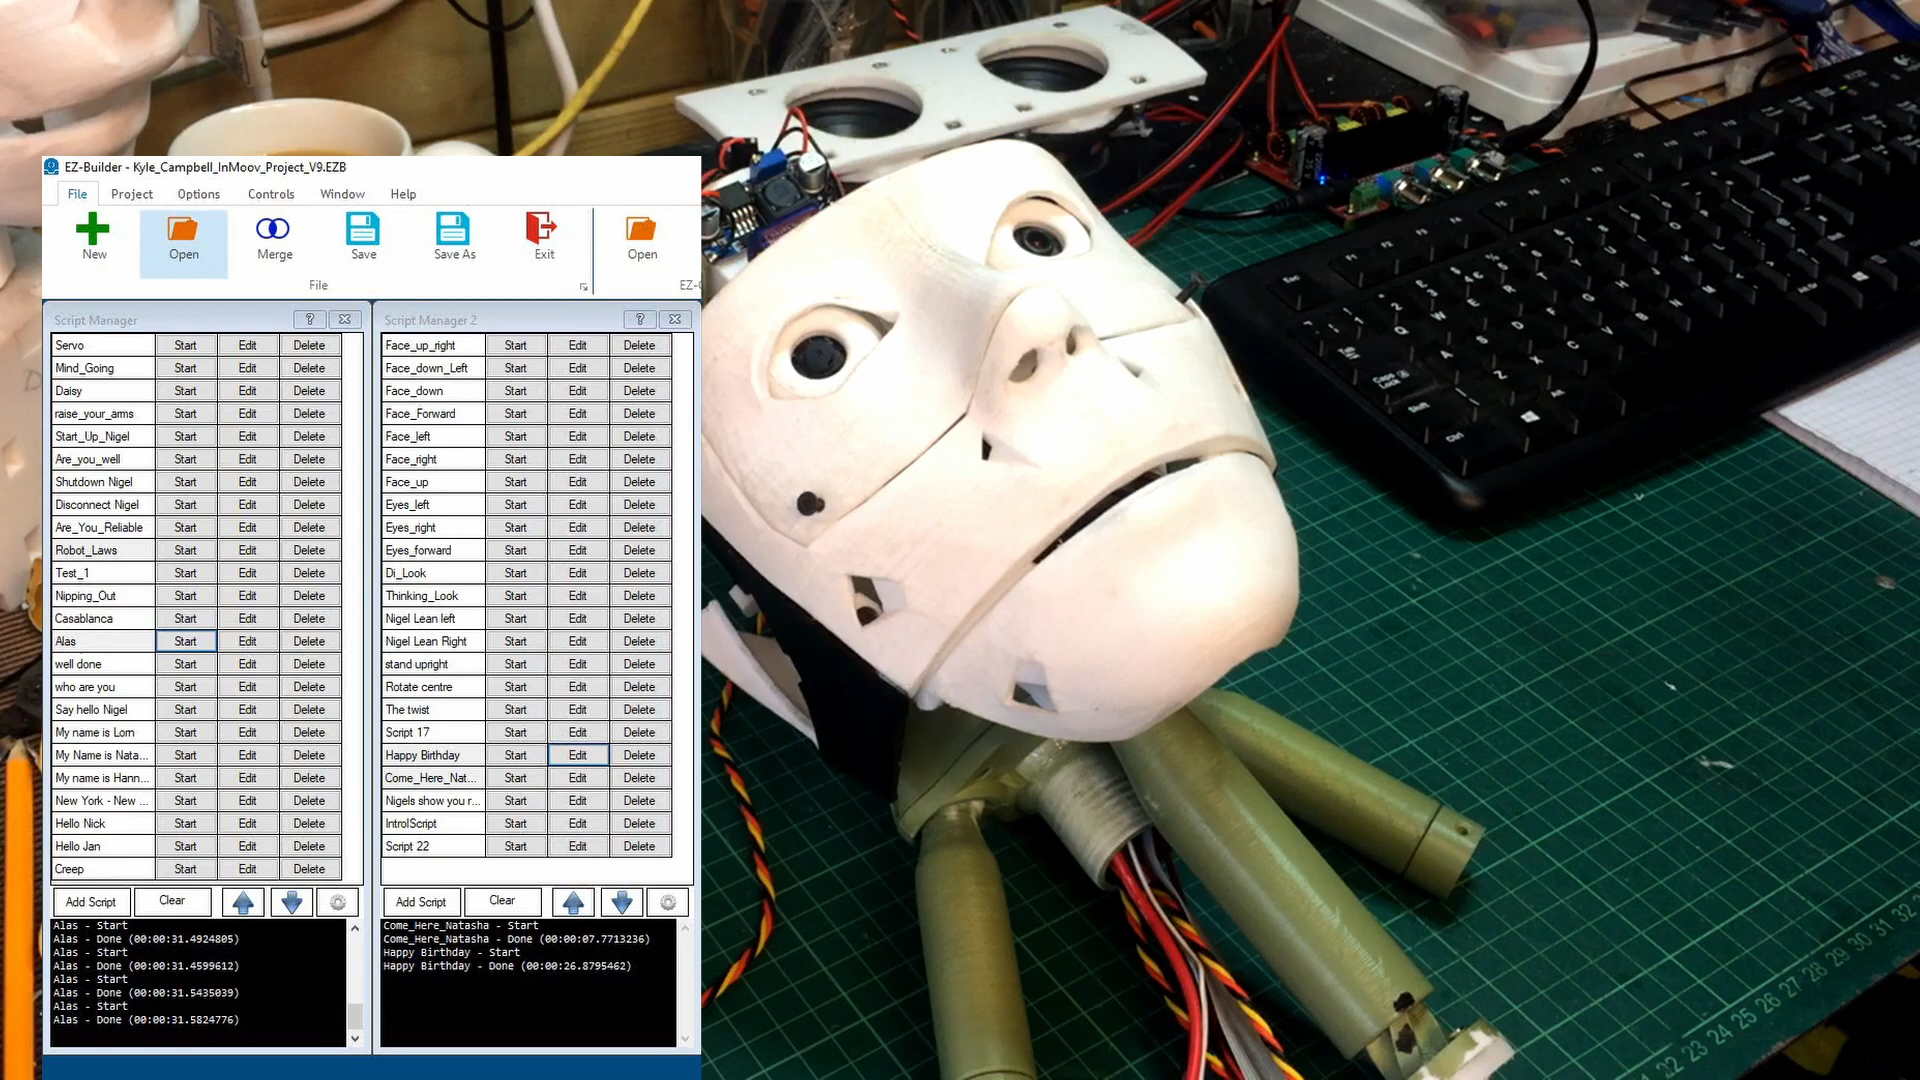 EZ-Builder - Kyle_Campbell_InMoov_Project_V9.EZB
File Project Options Controls Window Help
New Open Merge Save Save As Exit Open
File
Script Manager ?
Servo Start Edit Delete
Mind_Going Start Edit Delete
Daisy Start Edit Delete
raise_your_arms Start Edit Delete
Start_Up_Nigel Start Edit Delete
Are_you_well Start Edit Delete
Shutdown Nigel Start Edit Delete
Disconnect Nigel Start Edit Delete
Are_You_Reliable Start Edit Delete
Robot_Laws Start Edit Delete
Test_1 Start Edit Delete
Nipping_Out Start Edit Delete
Casablanca Start Edit Delete
Alas Start Edit Delete
well done Start Edit Delete
who are you Start Edit Delete
Say hello Nigel Start Edit Delete
My name is Lorn Start Edit Delete
My Name is Nata... Start Edit Delete
My name is Hann... Start Edit Delete
New York - New ... Start Edit Delete
Hello Nick Start Edit Delete
Hello Jan Start Edit Delete
Creep Start Edit Delete
Add Script Clear
Alas - Start
Alas - Done (00:00:31.4924805)
Alas - Start
Alas - Done (00:00:31.4599612)
Alas - Start
Alas - Done (00:00:31.5435039)
Alas - Start
Alas - Done (00:00:31.5824776)
Script Manager 2 ?
Face_up_right Start Edit Delete
Face_down_Left Start Edit Delete
Face_down Start Edit Delete
Face_Forward Start Edit Delete
Face_left Start Edit Delete
Face_right Start Edit Delete
Face_up Start Edit Delete
Eyes_left Start Edit Delete
Eyes_right Start Edit Delete
Eyes_forward Start Edit Delete
Di_Look Start Edit Delete
Thinking_Look Start Edit Delete
Nigel Lean left Start Edit Delete
Nigel Lean Right Start Edit Delete
stand upright Start Edit Delete
Rotate centre Start Edit Delete
The twist Start Edit Delete
Script 17 Start Edit Delete
Happy Birthday Start Edit Delete
Come_Here_Nat... Start Edit Delete
Nigels show you r... Start Edit Delete
IntroIScript Start Edit Delete
Script 22 Start Edit Delete
Add Script Clear
Come_Here_Natasha - Start
Come_Here_Natasha - Done (00:00:07.7713236)
Happy Birthday - Start
Happy Birthday - Done (00:00:26.8795462)
22 23 24 25 26 27 28 29 30 31 32